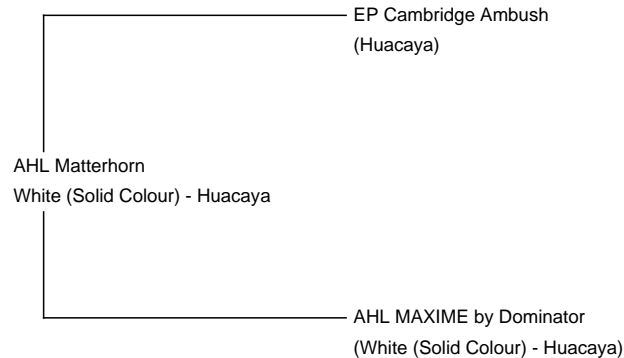 EP Cambridge Ambush
(Huacaya)
AHL Matterhorn
White (Solid Colour) - Huacaya
AHL MAXIME by Dominator
(White (Solid Colour) - Huacaya)